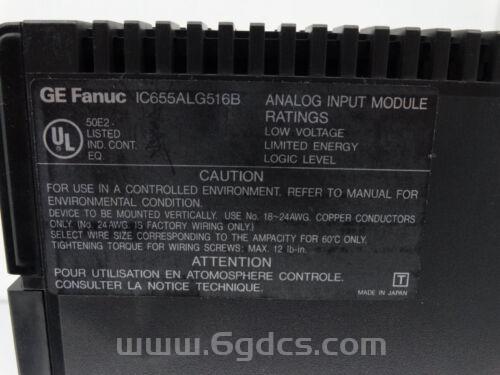 GE Fanuc IC655ALG516B
ANALOG INPUT MODULE
RATINGS
LOW VOLTAGE
LIMITED ENERGY
LOGIC LEVEL
UL
50E2
LISTED
IND. CONT.
EQ.
CAUTION
FOR USE IN A CONTROLLED ENVIRONMENT. REFER TO MANUAL FOR
ENVIRONMENTAL CONDITION.
DEVICE TO BE MOUNTED VERTICALLY. USE No. 18-24AWG. COPPER CONDUCTORS
ONLY. (No. 24AWG. IS FACTORY WIRING ONLY.)
SELECT WIRE SIZE CORRESPONDING TO THE AMPACITY FOR 60°C ONLY.
TIGHTENING TORQUE FOR WIRING SCREWS: MAX. 12 lb-in.
ATTENTION
POUR UTILISATION EN ATOMOSPHERE CONTROLE.
CONSULTER LA NOTICE TECHNIQUE.
T
MADE IN JAPAN
www.6gdcs.com